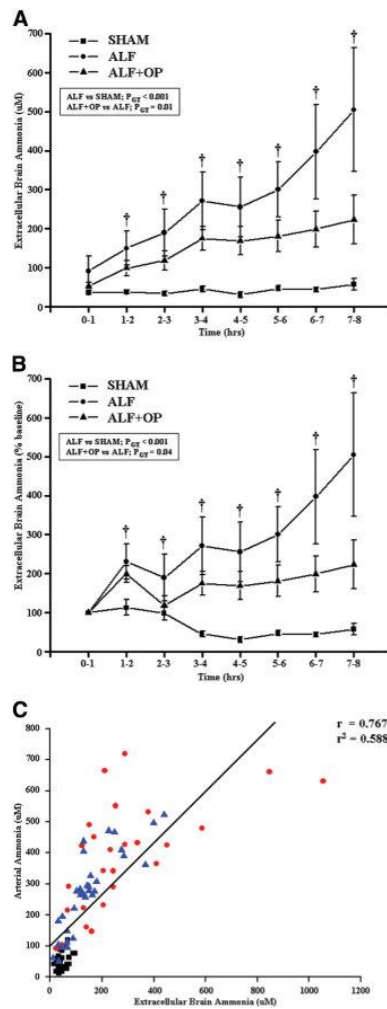 A
SHAM
ALF
ALF+OP
ALF vs SHAM; PGT < 0.001
ALF+OP vs ALF; PGT = 0.01
Extracellular Brain Ammonia (uM)
700
600
500
400
300
200
100
0
† † † † † † †
0-1 1-2 2-3 3-4 4-5 5-6 6-7 7-8
Time (hrs)
B
SHAM
ALF
ALF+OP
ALF vs SHAM; PGT < 0.001
ALF+OP vs ALF; PGT = 0.04
Extracellular Brain Ammonia (% baseline)
700
600
500
400
300
200
100
0
† † † † † † †
0-1 1-2 2-3 3-4 4-5 5-6 6-7 7-8
Time (hrs)
C
r = 0.767
r² = 0.588
Arterial Ammonia (uM)
800
700
600
500
400
300
200
100
0
0 200 400 600 800 1000 1200
Extracellular Brain Ammonia (uM)